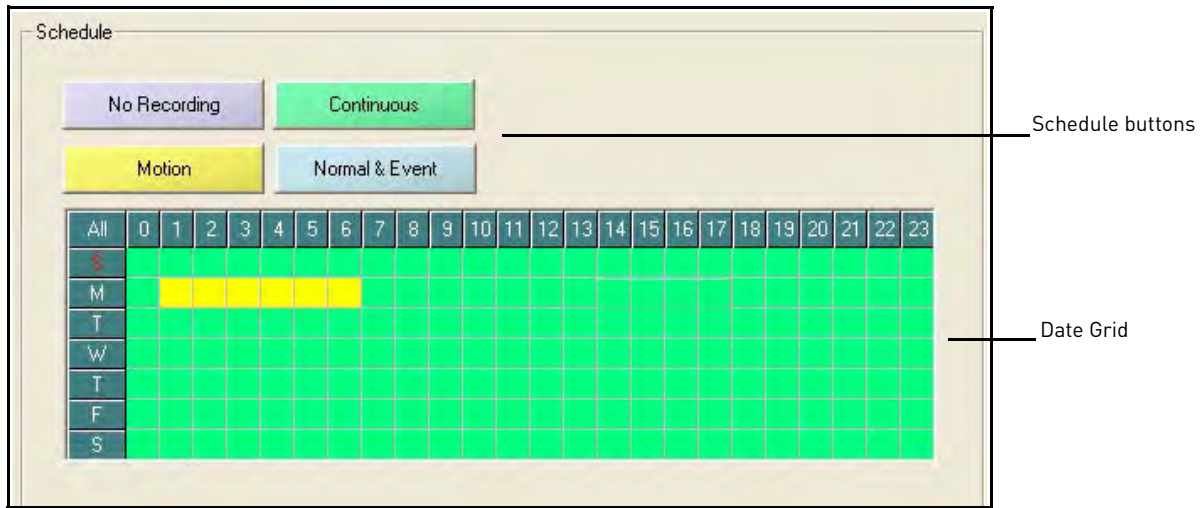 Schedule
No Recording Continuous
Schedule buttons
Motion Normal & Event
All 0 1 2 3 4 5 6 7 8 9 10 11 12 13 14 15 16 17 18 19 20 21 22 23
S
M
T
Date Grid
W
T
F
S